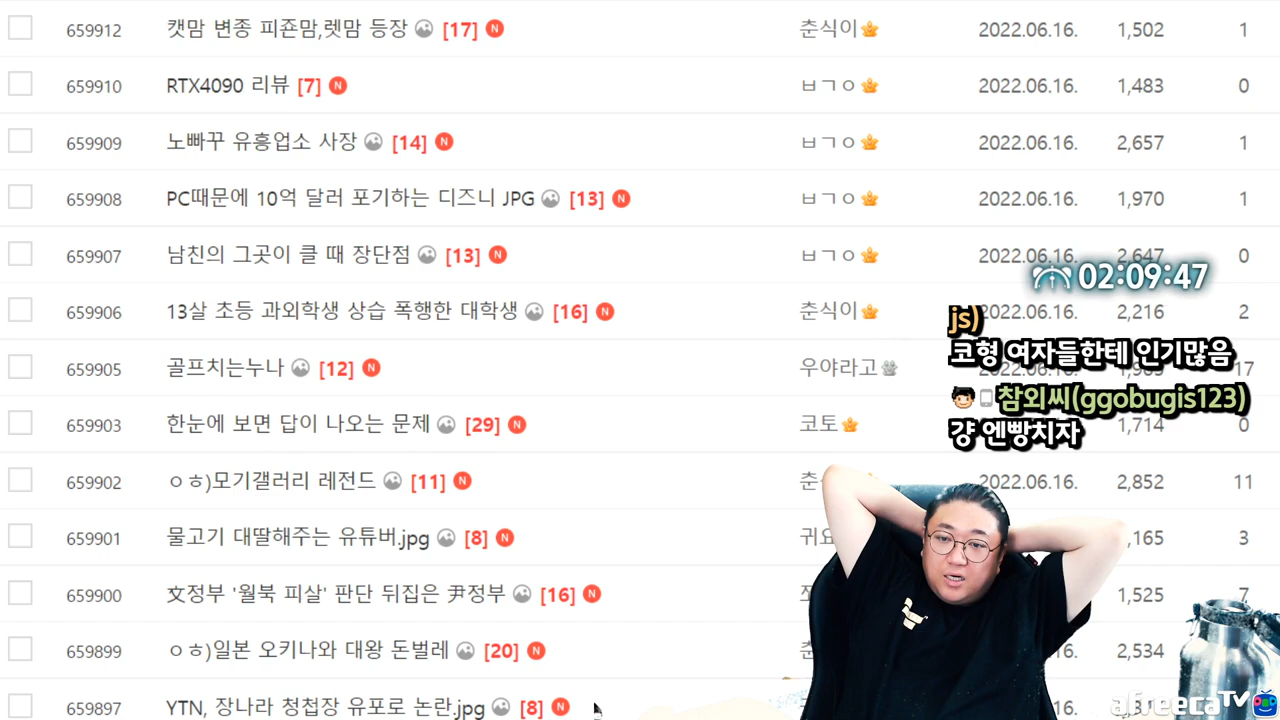 659912 캣맘 변종 피죤맘,렛맘 등장 [17] N 춘식이 2022.06.16. 1,502 1
659910 RTX4090 리뷰 [7] N ㅂㄱㅇ 2022.06.16. 1,483 0
659909 노빠꾸 유흥업소 사장 [14] N ㅂㄱㅇ 2022.06.16. 2,657 1
659908 PC때문에 10억 달러 포기하는 디즈니 JPG [13] N ㅂㄱㅇ 2022.06.16. 1,970 1
659907 남친의 그곳이 클 때 장단점 [13] N ㅂㄱㅇ 2022.06.16. 2,647 0
02:09:47
659906 13살 초등 과외학생 상습 폭행한 대학생 [16] N 춘식이 2022.06.16. 2,216 2
js)
코형 여자들한테 인기많음
659905 골프치는누나 [12] N 우야라고 2022.06.16. 17
참외씨(ggobugis123)
659903 한눈에 보면 답이 나오는 문제 [29] N 코토 1,714 0
걍 엔빵치자
659902 ㅇㅎ)모기갤러리 레전드 [11] N 춘 2022.06.16. 2,852 11
659901 물고기 대딸해주는 유튜버.jpg [8] N 귀요 ,165 3
659900 文정부 '월북 피살' 판단 뒤집은 尹정부 [16] N 1,525 7
659899 ㅇㅎ)일본 오키나와 대왕 돈벌레 [20] N 16. 2,534
659897 YTN, 장나라 청첩장 유포로 논란.jpg [8] N
afreecaTV